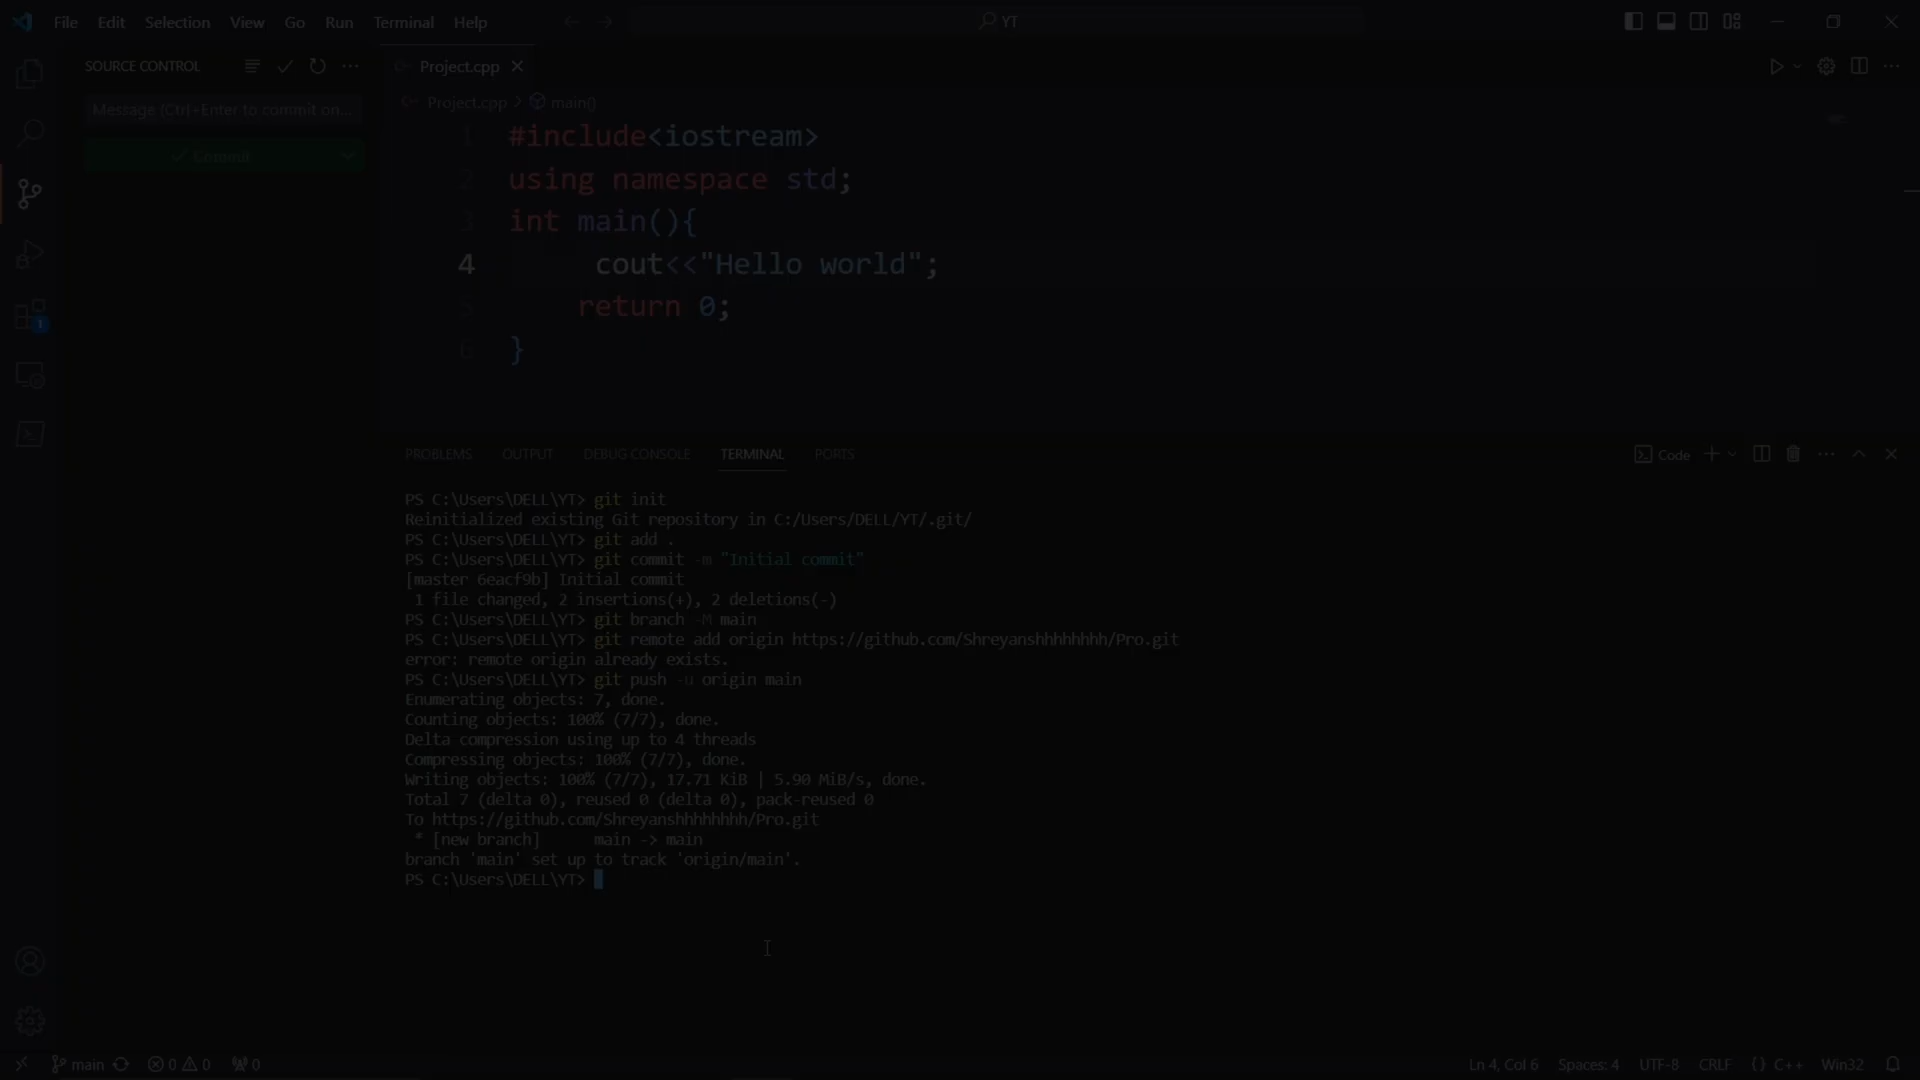 File Edit Selection View Go Run Terminal Help
YT
SOURCE CONTROL
Project.cpp
Message (Ctrl+Enter to commit on...
Commit
Project.cpp > main()
1 #include<iostream>
2 using namespace std;
3 int main(){
4 cout<<"Hello world";
5 return 0;
6 }
1
PROBLEMS OUTPUT DEBUG CONSOLE TERMINAL PORTS
Code
PS C:\Users\DELL\YT> git init
Reinitialized existing Git repository in C:/Users/DELL/YT/.git/
PS C:\Users\DELL\YT> git add .
PS C:\Users\DELL\YT> git commit -m "Initial commit"
[master 6eacf9b] Initial commit
1 file changed, 2 insertions(+), 2 deletions(-)
PS C:\Users\DELL\YT> git branch -M main
PS C:\Users\DELL\YT> git remote add origin https://github.com/Shreyanshhhhhhhh/Pro.git
error: remote origin already exists.
PS C:\Users\DELL\YT> git push -u origin main
Enumerating objects: 7, done.
Counting objects: 100% (7/7), done.
Delta compression using up to 4 threads
Compressing objects: 100% (7/7), done.
Writing objects: 100% (7/7), 17.71 KiB | 5.90 MiB/s, done.
Total 7 (delta 0), reused 0 (delta 0), pack-reused 0
To https://github.com/Shreyanshhhhhhhh/Pro.git
* [new branch] main -> main
branch 'main' set up to track 'origin/main'.
PS C:\Users\DELL\YT>
main 0 0 0
Ln 4, Col 6 Spaces: 4 UTF-8 CRLF {} C++ Win32